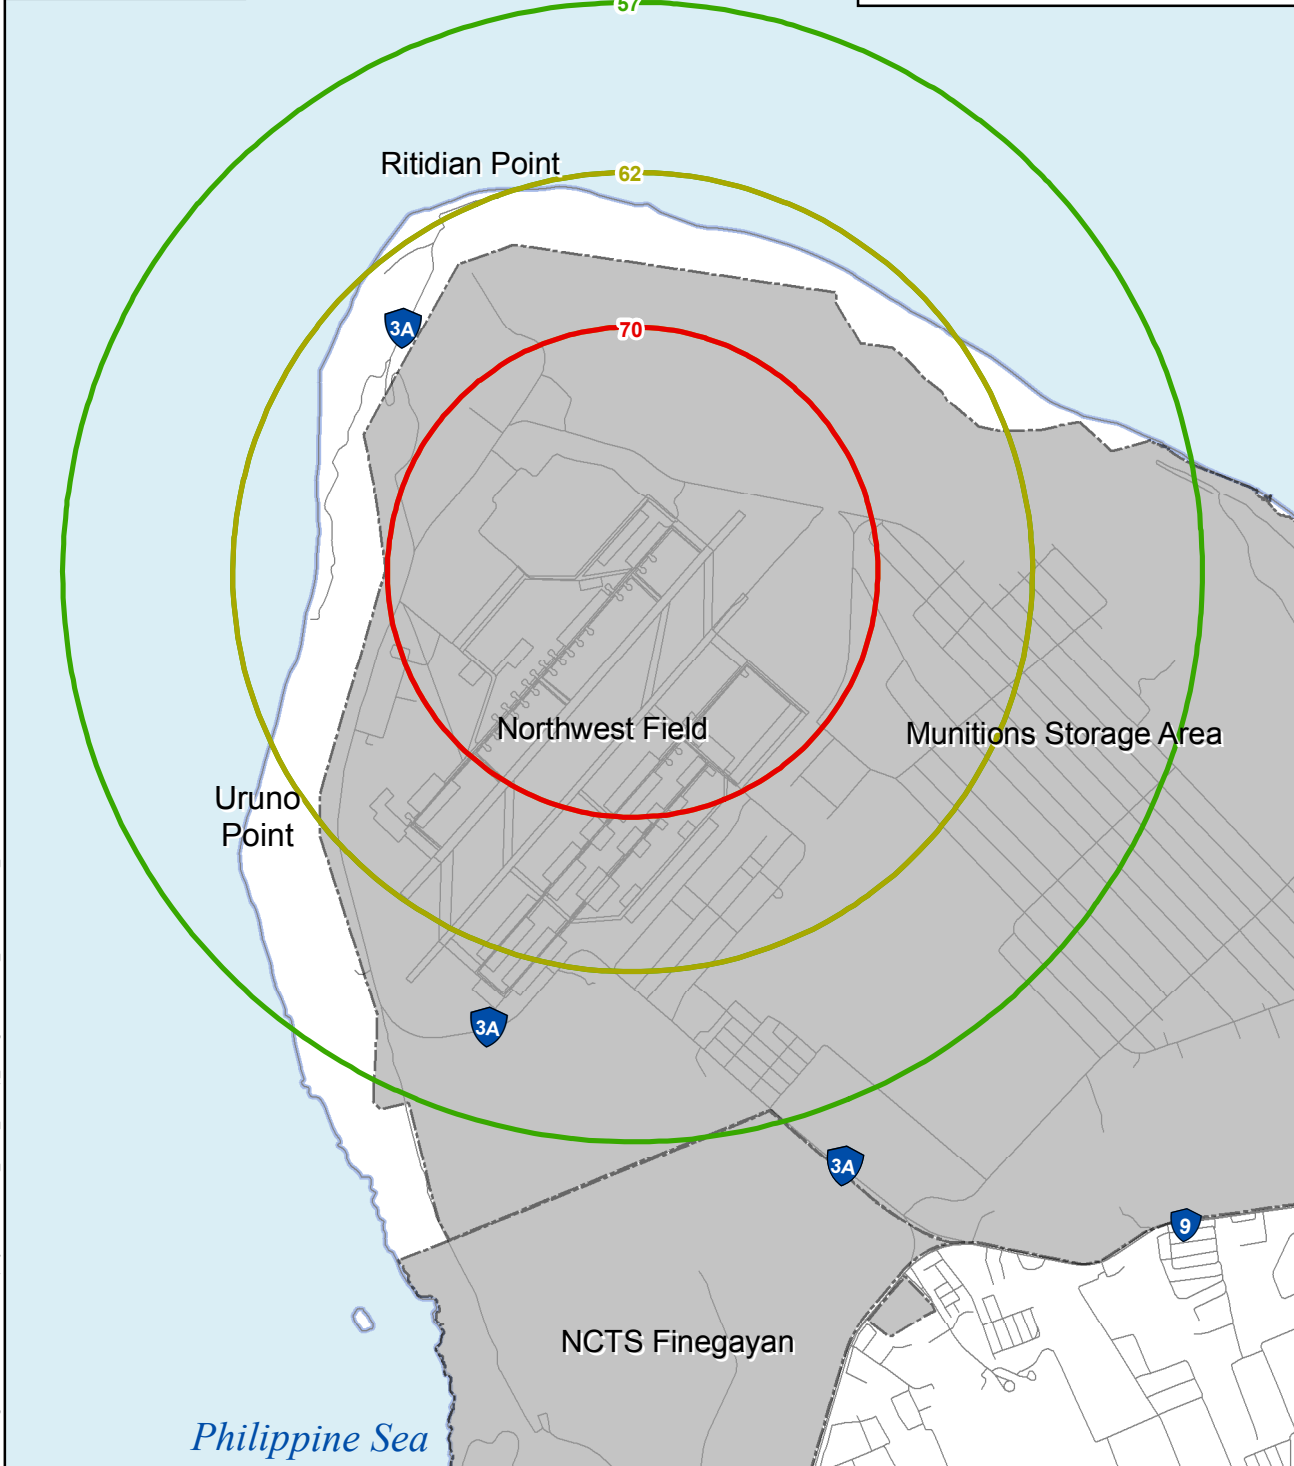 57
Ritidian Point
62
3A
70
Northwest Field
Munitions Storage Area
Uruno
Point
3A
3A
9
NCTS Finegayan
Philippine Sea